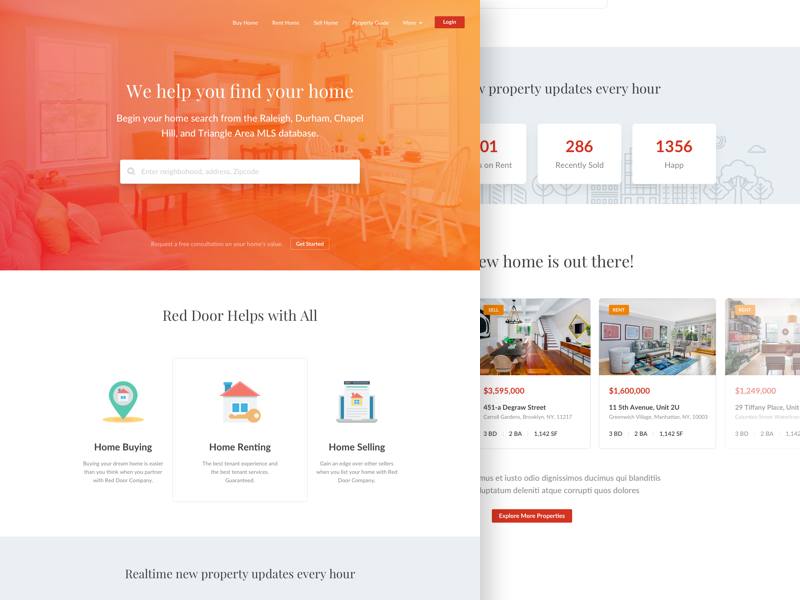 Buy Home
Rent Home
Sell Home
Property Guide
More
Login
We help you find your home
Begin your home search from the Raleigh, Durham, Chapel
Hill, and Triangle Area MLS database.
Enter neighbohood, address, Zipcode
Request a free consultation on your home's value.
Get Started
Red Door Helps with All
Home Buying
Buying your dream home is easier
than you think when you partner
with Red Door Company.
Home Renting
The best tenant experience and
the best tenant services.
Guaranteed.
Home Selling
Gain an edge over other sellers
when you list your home with Red
Door Company.
Realtime new property updates every hour
property updates every hour
01
on Rent
286
Recently Sold
1356
Happ
ew home is out there!
SELL
$3,595,000
451-a Degraw Street
Carroll Gardens, Brooklyn, NY, 11217
3 BD 2 BA 1,142 SF
RENT
$1,600,000
11 5th Avenue, Unit 2U
Greenwich Village, Manhattan, NY, 10003
3 BD 2 BA 1,142 SF
RENT
$1,249,000
29 Tiffany Place, Unit
3 BD 2 BA 1,142
mus et iusto odio dignissimos ducimus qui blanditiis
luptatum deleniti atque corrupti quos dolores
Explore More Properties